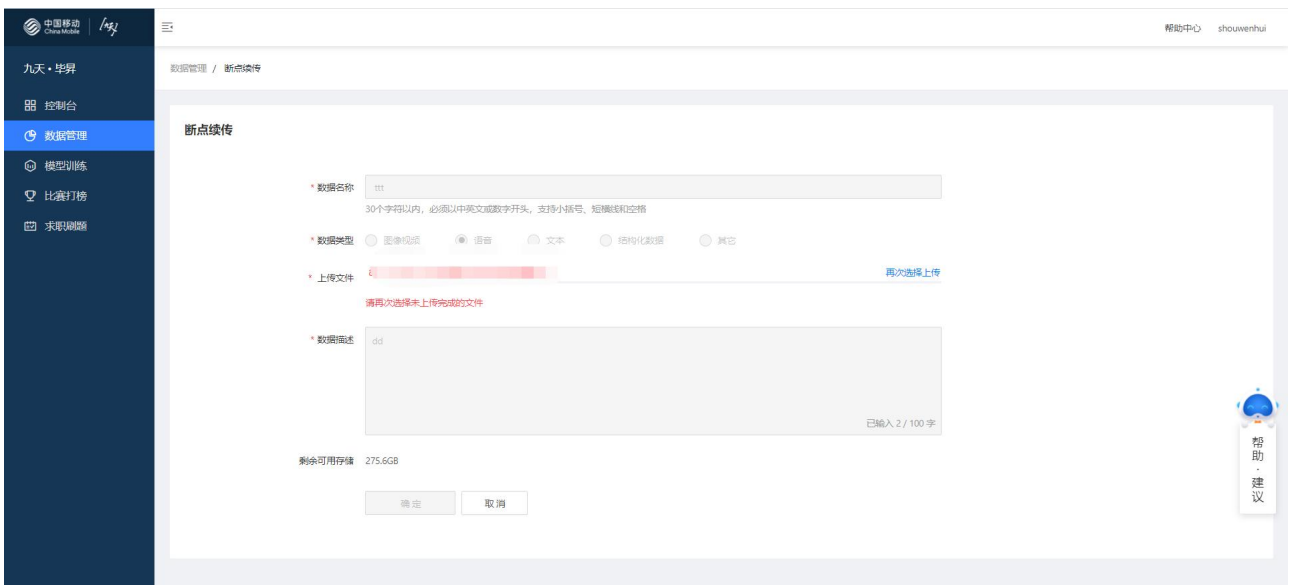 中国移动
China Mobile
帮助中心 shouwenhui
九天·毕昇
数据管理 / 断点续传
控制台
数据管理
模型训练
比赛打榜
求职刷题
断点续传
* 数据名称 ttt
30个字符以内，必须以中英文或数字开头，支持小括号、短横线和空格
* 数据类型 图像视频 语音 文本 结构化数据 其它
* 上传文件 再次选择上传
请再次选择未上传完成的文件
* 数据描述 dd
已输入 2 / 100 字
剩余可用存储 275.6GB
确定 取消
帮助·建议